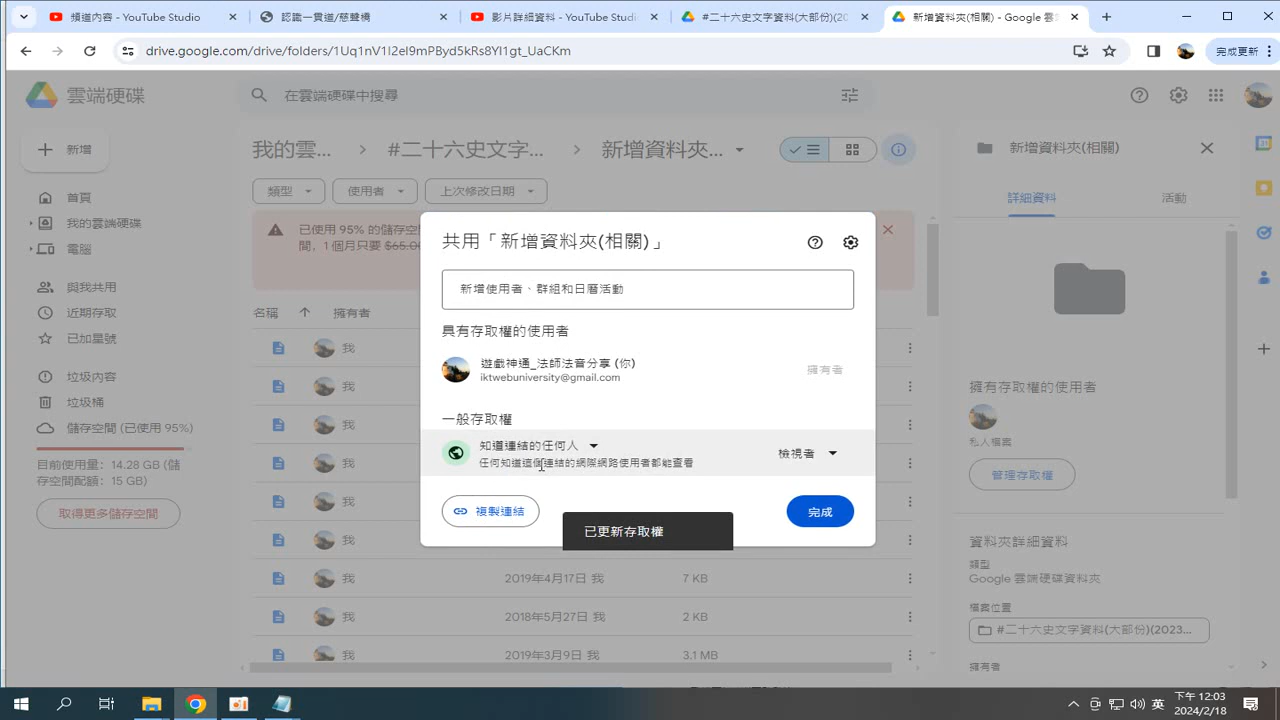 頻道內容 - YouTube Studio
認識一貫道/慈聲橋
影片詳細資料 - YouTube Studio
#二十六史文字資料(大部份)(20
新增資料夾(相關) - Google 雲
drive.google.com/drive/folders/1Uq1nV1I2eI9mPByd5kRs8YI1gt_UaCKm
完成更新
雲端硬碟
在雲端硬碟中搜尋
新增
我的雲...
#二十六史文字...
新增資料夾...
新增資料夾(相關)
類型
使用者
上次修改日期
詳細資料
活動
首頁
我的雲端硬碟
電腦
與我共用
近期存取
已加星號
垃圾內容
垃圾桶
儲存空間 (已使用 95%)
目前使用量：14.28 GB (儲
存空間配額：15 GB)
取得更多儲存空間
已使用 95% 的儲存空
間，1 個月只要 $65.00
名稱
擁有者
我
我
我
我
我
我
我
2019年4月17日 我
7 KB
我
2018年5月27日 我
2 KB
我
2019年3月9日 我
3.1 MB
共用「新增資料夾(相關)」
新增使用者、群組和日曆活動
具有存取權的使用者
遊戲神通_法師法音分享 (你)
iktwebuniversity@gmail.com
擁有者
一般存取權
知道連結的任何人
任何知道這個連結的網際網路使用者都能查看
檢視者
複製連結
完成
已更新存取權
擁有存取權的使用者
私人檔案
管理存取權
資料夾詳細資料
類型
Google 雲端硬碟資料夾
檔案位置
#二十六史文字資料(大部份)(2023...
擁有者
英
下午 12:03
2024/2/18